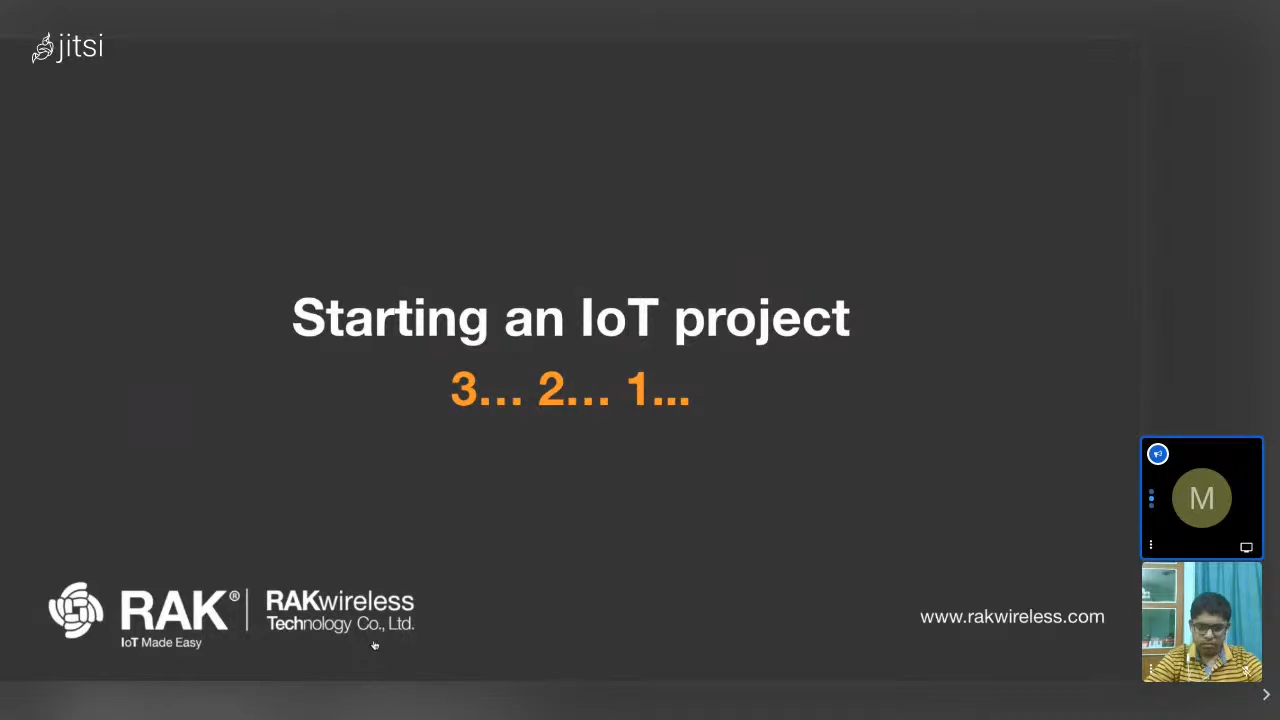 jitsi
Starting an IoT project
3... 2... 1...
M
RAK® | RAKwireless
Technology Co., Ltd.
IoT Made Easy
www.rakwireless.com